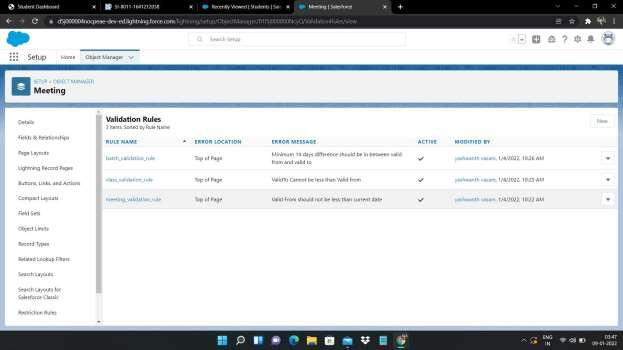 Student Dashboard
SI-8011-1641212038
Recently Viewed | Students | Sa
Meeting | Salesforce
d5j00004nocpeae-dev-ed.lightning.force.com/lightning/setup/ObjectManager/01I5j000000NcyQ/ValidationRules/view
Search Setup
Setup
Home
Object Manager
SETUP > OBJECT MANAGER
Meeting
Details
Fields & Relationships
Page Layouts
Lightning Record Pages
Buttons, Links, and Actions
Compact Layouts
Field Sets
Object Limits
Record Types
Related Lookup Filters
Search Layouts
Search Layouts for
Salesforce Classic
Restriction Rules
Validation Rules
3 Items, Sorted by Rule Name
New
RULE NAME ERROR LOCATION ERROR MESSAGE ACTIVE MODIFIED BY
batch_validation_rule Top of Page Minimum 14 days difference should be in between valid
from and valid to
yashwanth vasam, 1/4/2022, 10:26 AM
class_validation_rule Top of Page ValidTo Cannot be less than Valid from yashwanth vasam, 1/4/2022, 10:25 AM
meeting_validation_rule Top of Page Valid From should not be less than current date yashwanth vasam, 1/4/2022, 10:22 AM
ENG
IN
03:47
09-01-2022